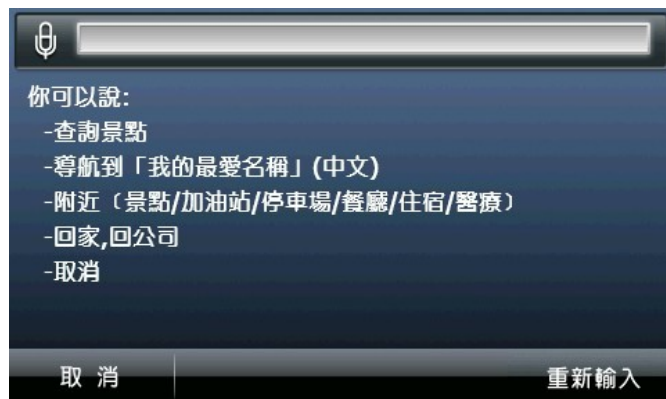 你可以說:
-查詢景點
-導航到「我的最愛名稱」(中文)
-附近〔景點/加油站/停車場/餐廳/住宿/醫療〕
-回家,回公司
-取消
取 消
重新輸入